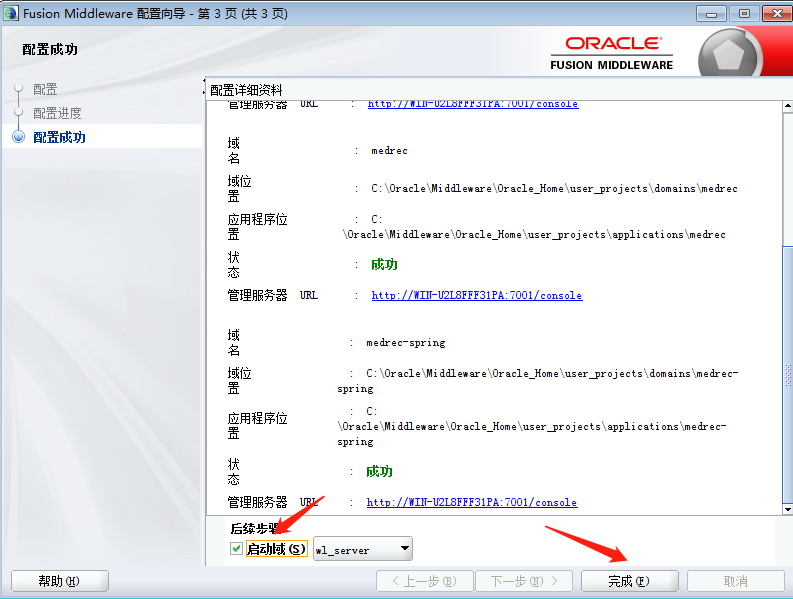 Fusion Middleware 配置向导 - 第 3 页 (共 3 页)
配置成功
ORACLE
FUSION MIDDLEWARE
配置
配置进度
配置成功
配置详细资料
管理服务器 URL : http://WIN-U2L8FFF31PA:7001/console
域
名 : medrec
域位
置 : C:\Oracle\Middleware\Oracle_Home\user_projects\domains\medrec
应用程序位
置 : C:
\Oracle\Middleware\Oracle_Home\user_projects\applications\medrec
状
态 : 成功
管理服务器 URL : http://WIN-U2L8FFF31PA:7001/console
域
名 : medrec-spring
域位
置 : C:\Oracle\Middleware\Oracle_Home\user_projects\domains\medrec-
spring
应用程序位
置 : C:
\Oracle\Middleware\Oracle_Home\user_projects\applications\medrec-
spring
状
态 : 成功
管理服务器 URL : http://WIN-U2L8FFF31PA:7001/console
后续步骤
启动域(S) wl_server
帮助(H) < 上一步(B) 下一步(N) > 完成(F) 取消